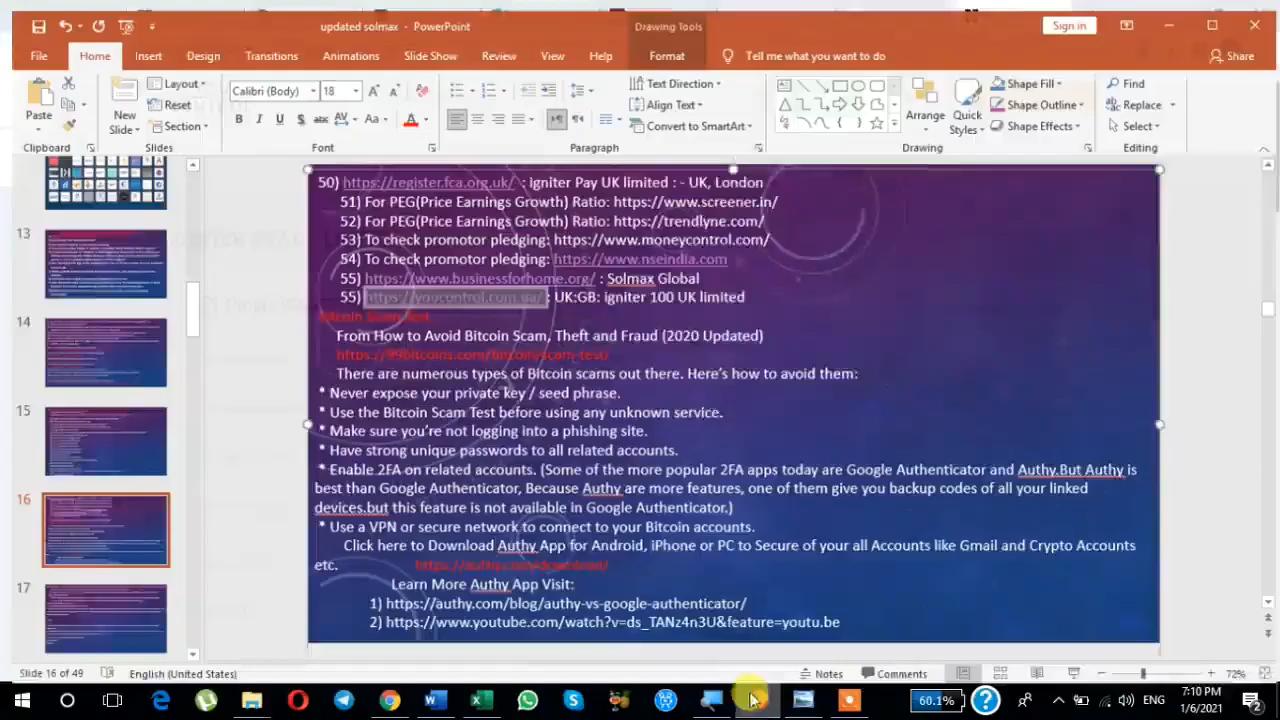 updated solmax - PowerPoint
Drawing Tools
Sign in
File Home Insert Design Transitions Animations Slide Show Review View Help Format Tell me what you want to do Share
Paste
Clipboard
New Slide
Layout
Reset
Section
Slides
Calibri (Body) 18
Font
Text Direction
Align Text
Convert to SmartArt
Paragraph
Arrange
Quick Styles
Shape Fill
Shape Outline
Shape Effects
Drawing
Find
Replace
Select
Editing
13
14
15
16
17
50) https://register.fca.org.uk/ : igniter Pay UK limited : - UK, London
51) For PEG(Price Earnings Growth) Ratio: https://www.screener.in/
52) For PEG(Price Earnings Growth) Ratio: https://trendlyne.com/
53) To check promotor pledging: https://www.moneycontrol.com/
54) To check promotor pledging: https://www.nseindia.com
55) : Solmax Global
55) : UK:GB: igniter 100 UK limited
Bitcoin Scam Test
From How to Avoid Bitcoin Scam, Theft and Fraud (2020 Updated)
There are numerous types of Bitcoin scams out there. Here's how to avoid them:
* Never expose your private key / seed phrase.
* Use the Bitcoin Scam Test before using any unknown service.
* Make sure you're not logging into a phishing site.
* Have strong unique passwords to all related accounts.
* Enable 2FA on related accounts. (Some of the more popular 2FA apps today are Google Authenticator and Authy.But Authy is
best than Google Authenticator. Because Authy are more features, one of them give you backup codes of all your linked
devices.but this feature is not available in Google Authenticator.)
* Use a VPN or secure network to connect to your Bitcoin accounts.
Click here to Download Authy App for Android, iPhone or PC to Secure of your all Accounts like Gmail and Crypto Accounts
etc. https://authy.com/download/
Learn More Authy App Visit:
1) https://authy.com/blog/authy-vs-google-authenticator/
2) https://www.youtube.com/watch?v=ds_TANz4n3U&feature=youtu.be
Slide 16 of 49 English (United States) Notes Comments 72%
60.1% ENG 7:10 PM
1/6/2021 2